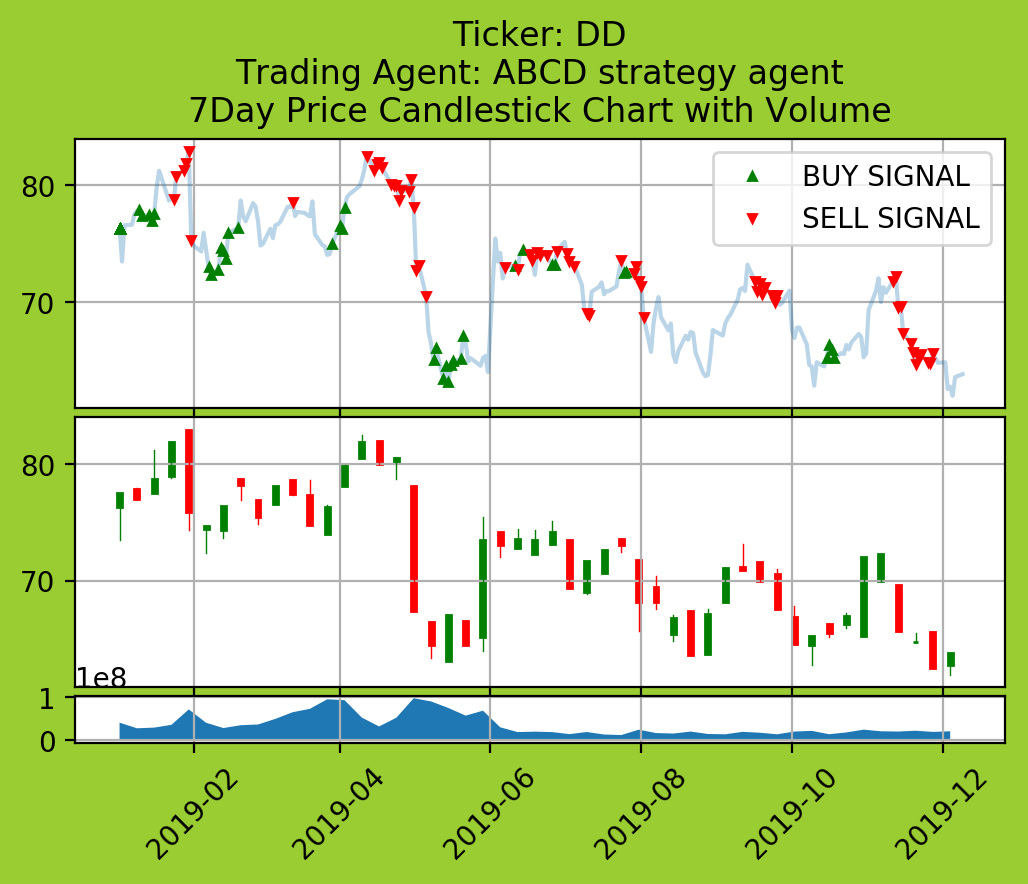 Ticker: DD
Trading Agent: ABCD strategy agent
7Day Price Candlestick Chart with Volume
BUY SIGNAL
SELL SIGNAL
80
70
80
70
1e8
1
0
2019-02
2019-04
2019-06
2019-08
2019-10
2019-12